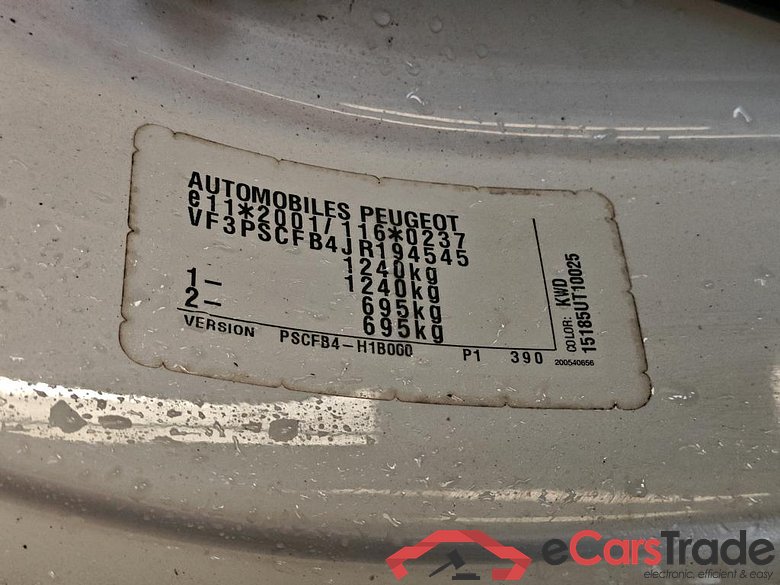 AUTOMOBILES PEUGEOT
e11*2001/116*0237
VF3PSCFB4JR194545
1240kg
1240kg
1- 695kg
2- 695kg
VERSION PSCFB4-H1B000 P1 390
COLOR: KWD
15185UT10025
200540656
eCarsTrade
electronic, efficient & easy